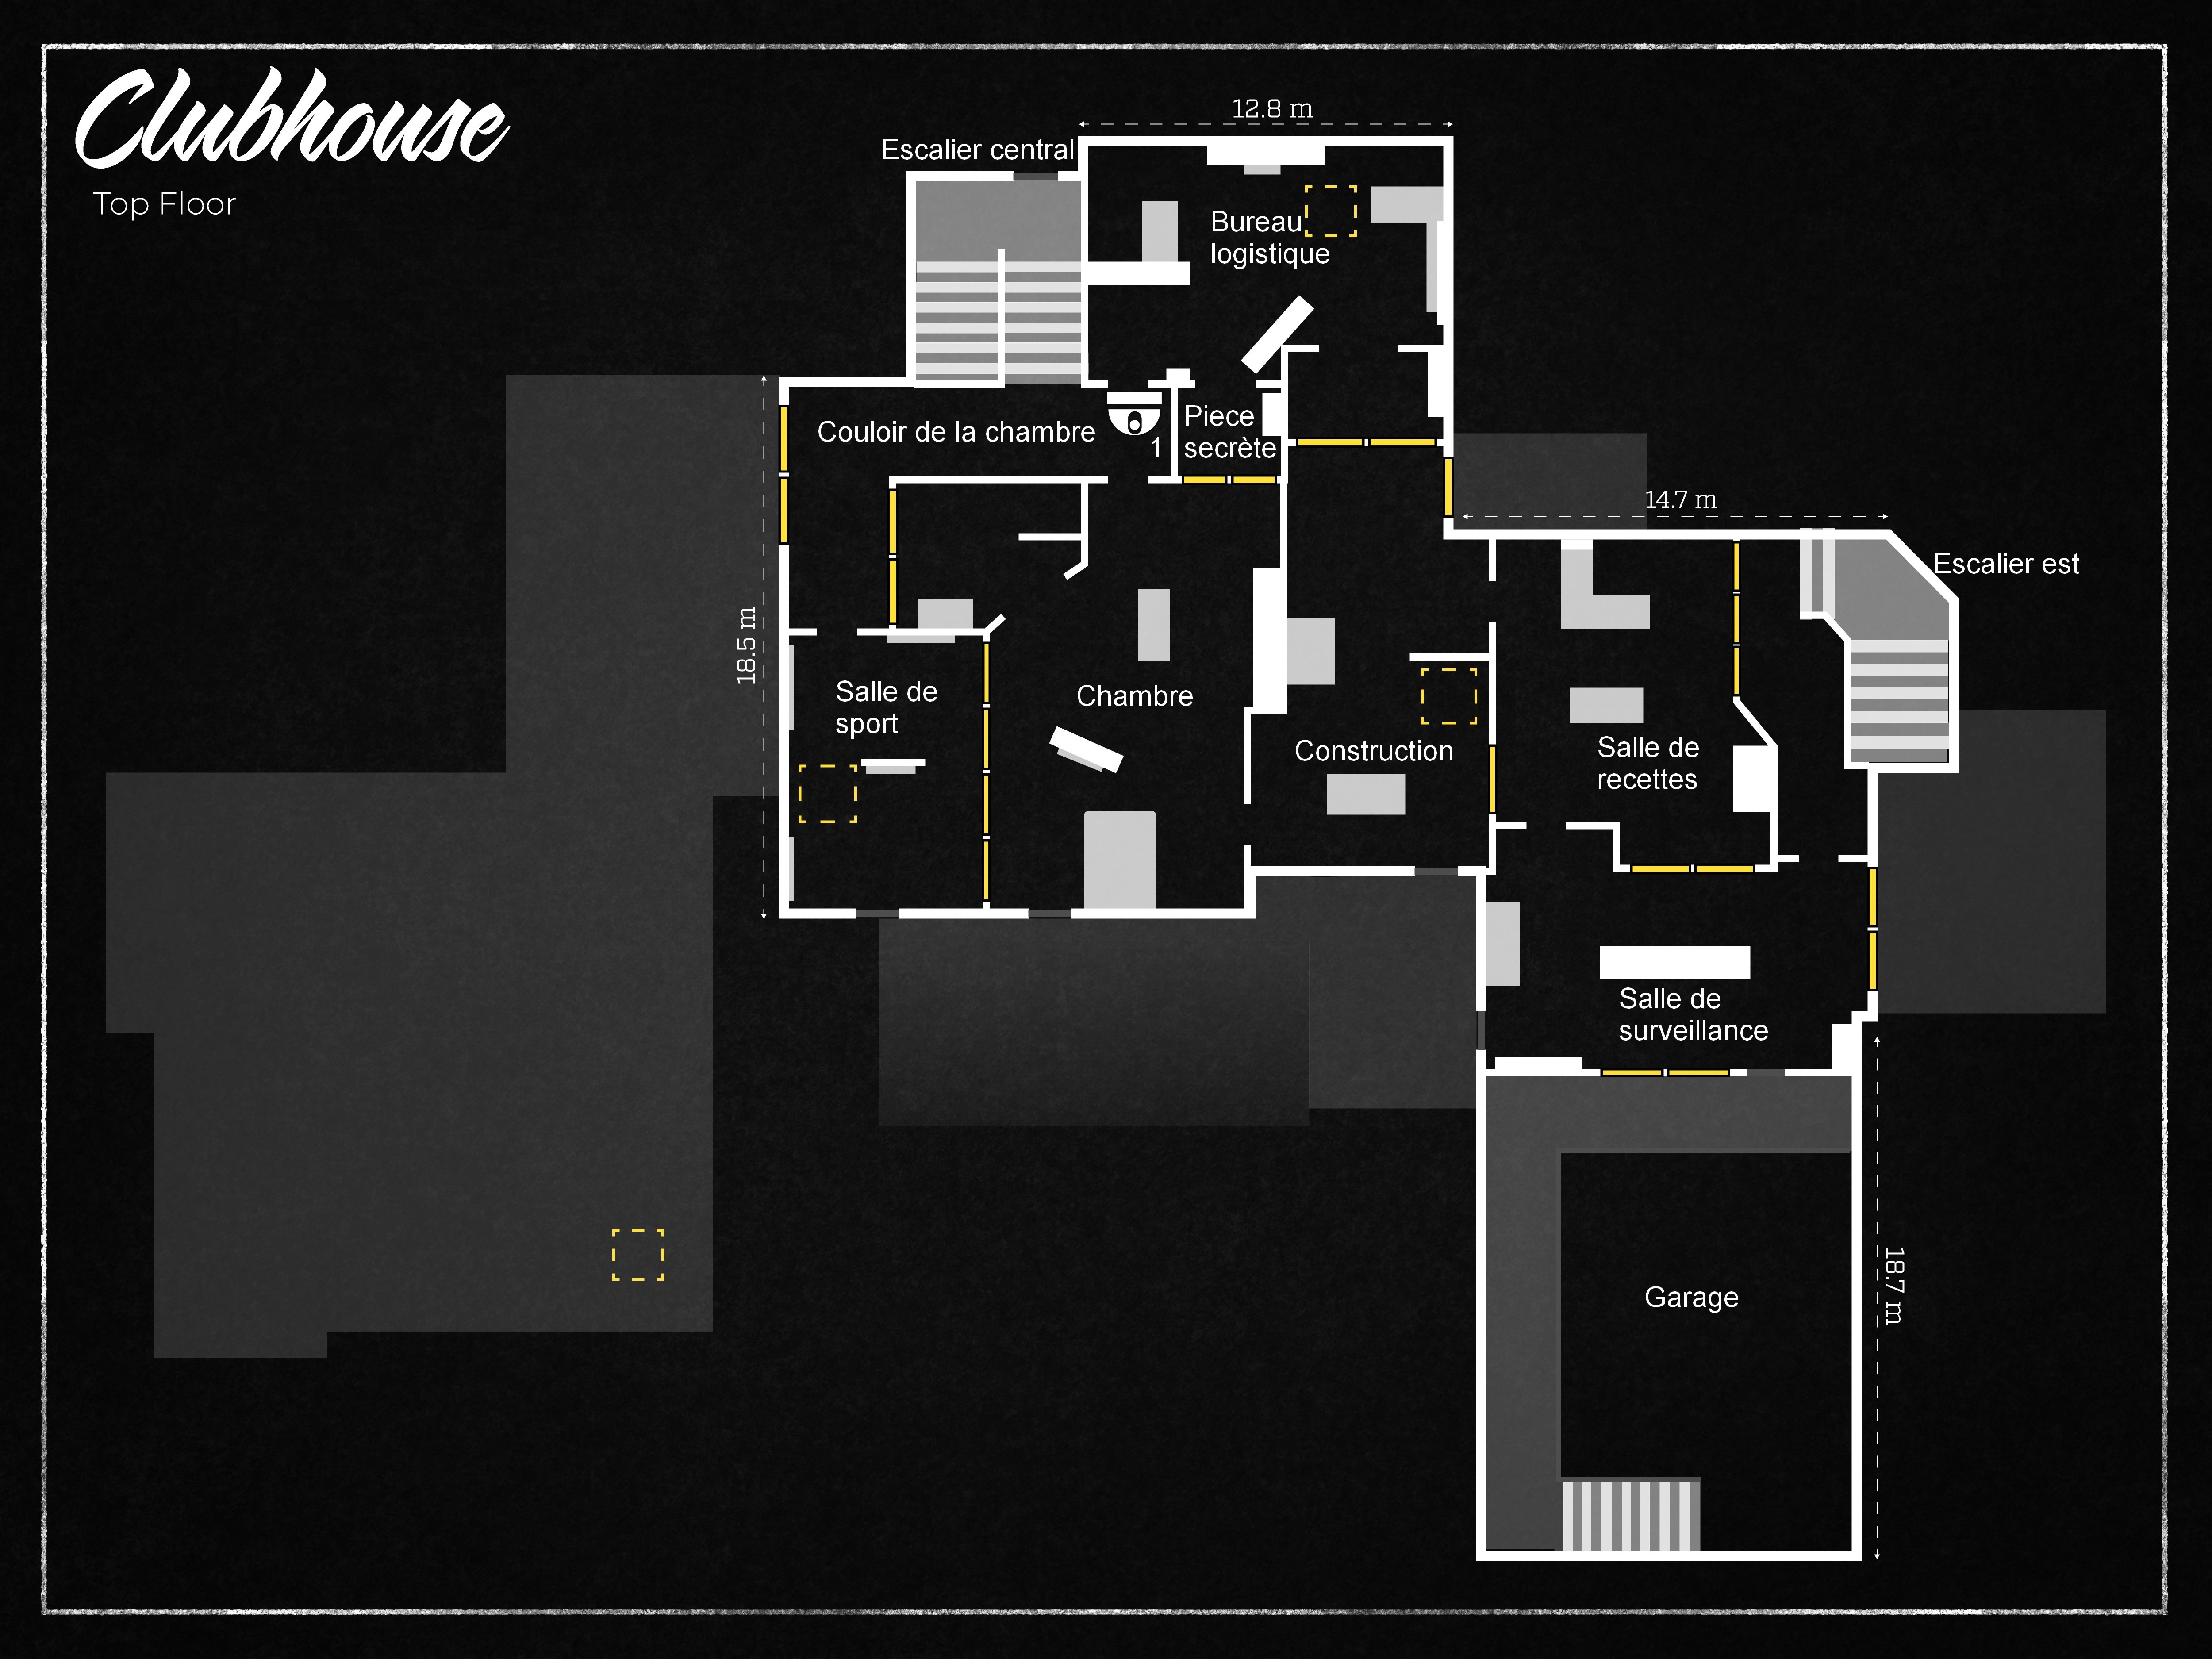 Clubhouse
Top Floor
12.8 m
Escalier central
Bureau
logistique
Couloir de la chambre
1
Piece
secrète
14.7 m
Escalier est
18.5 m
Salle de
sport
Chambre
Construction
Salle de
recettes
Salle de
surveillance
Garage
18.7 m